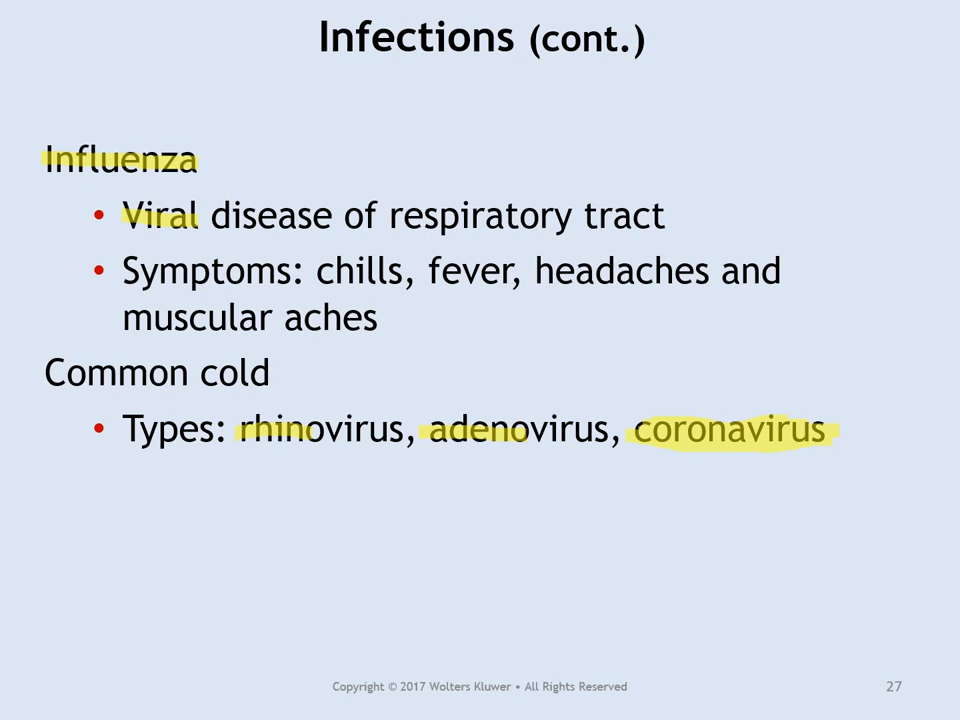 Infections (cont.)
Influenza
• Viral disease of respiratory tract
• Symptoms: chills, fever, headaches and
muscular aches
Common cold
• Types: rhinovirus, adenovirus, coronavirus
Copyright © 2017 Wolters Kluwer • All Rights Reserved
27